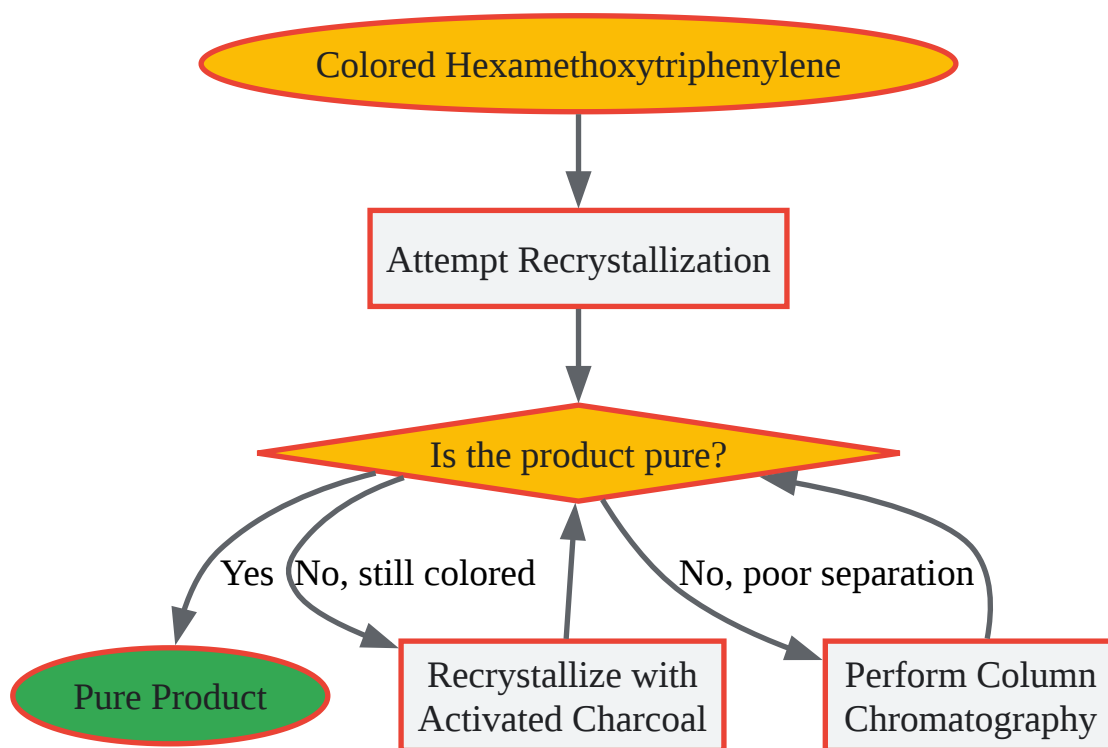 Colored Hexamethoxytriphenylene
Attempt Recrystallization
Is the product pure?
Yes
No, still colored
No, poor separation
Pure Product
Recrystallize with
Activated Charcoal
Perform Column
Chromatography